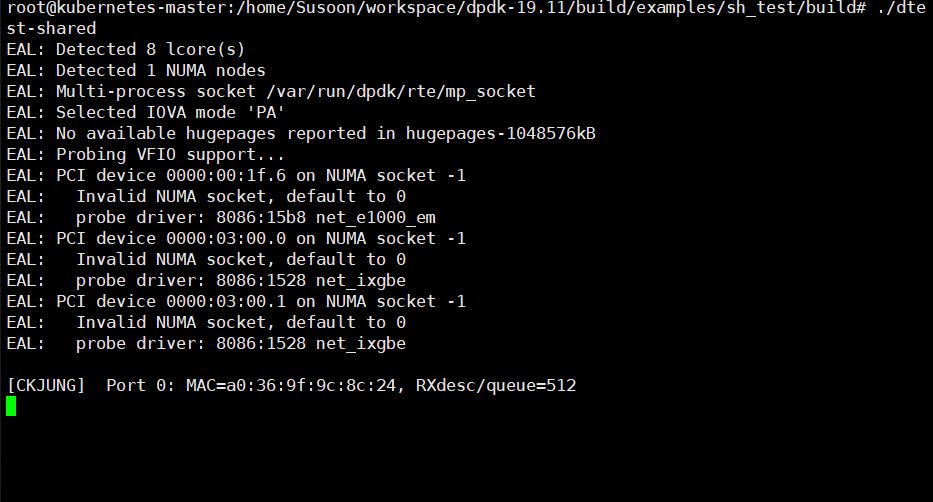 root@kubernetes-master:/home/Susoon/workspace/dpdk-19.11/build/examples/sh_test/build# ./dte
st-shared
EAL: Detected 8 lcore(s)
EAL: Detected 1 NUMA nodes
EAL: Multi-process socket /var/run/dpdk/rte/mp_socket
EAL: Selected IOVA mode 'PA'
EAL: No available hugepages reported in hugepages-1048576kB
EAL: Probing VFIO support...
EAL: PCI device 0000:00:1f.6 on NUMA socket -1
EAL:   Invalid NUMA socket, default to 0
EAL:   probe driver: 8086:15b8 net_e1000_em
EAL: PCI device 0000:03:00.0 on NUMA socket -1
EAL:   Invalid NUMA socket, default to 0
EAL:   probe driver: 8086:1528 net_ixgbe
EAL: PCI device 0000:03:00.1 on NUMA socket -1
EAL:   Invalid NUMA socket, default to 0
EAL:   probe driver: 8086:1528 net_ixgbe
[CKJUNG]  Port 0: MAC=a0:36:9f:9c:8c:24, RXdesc/queue=512